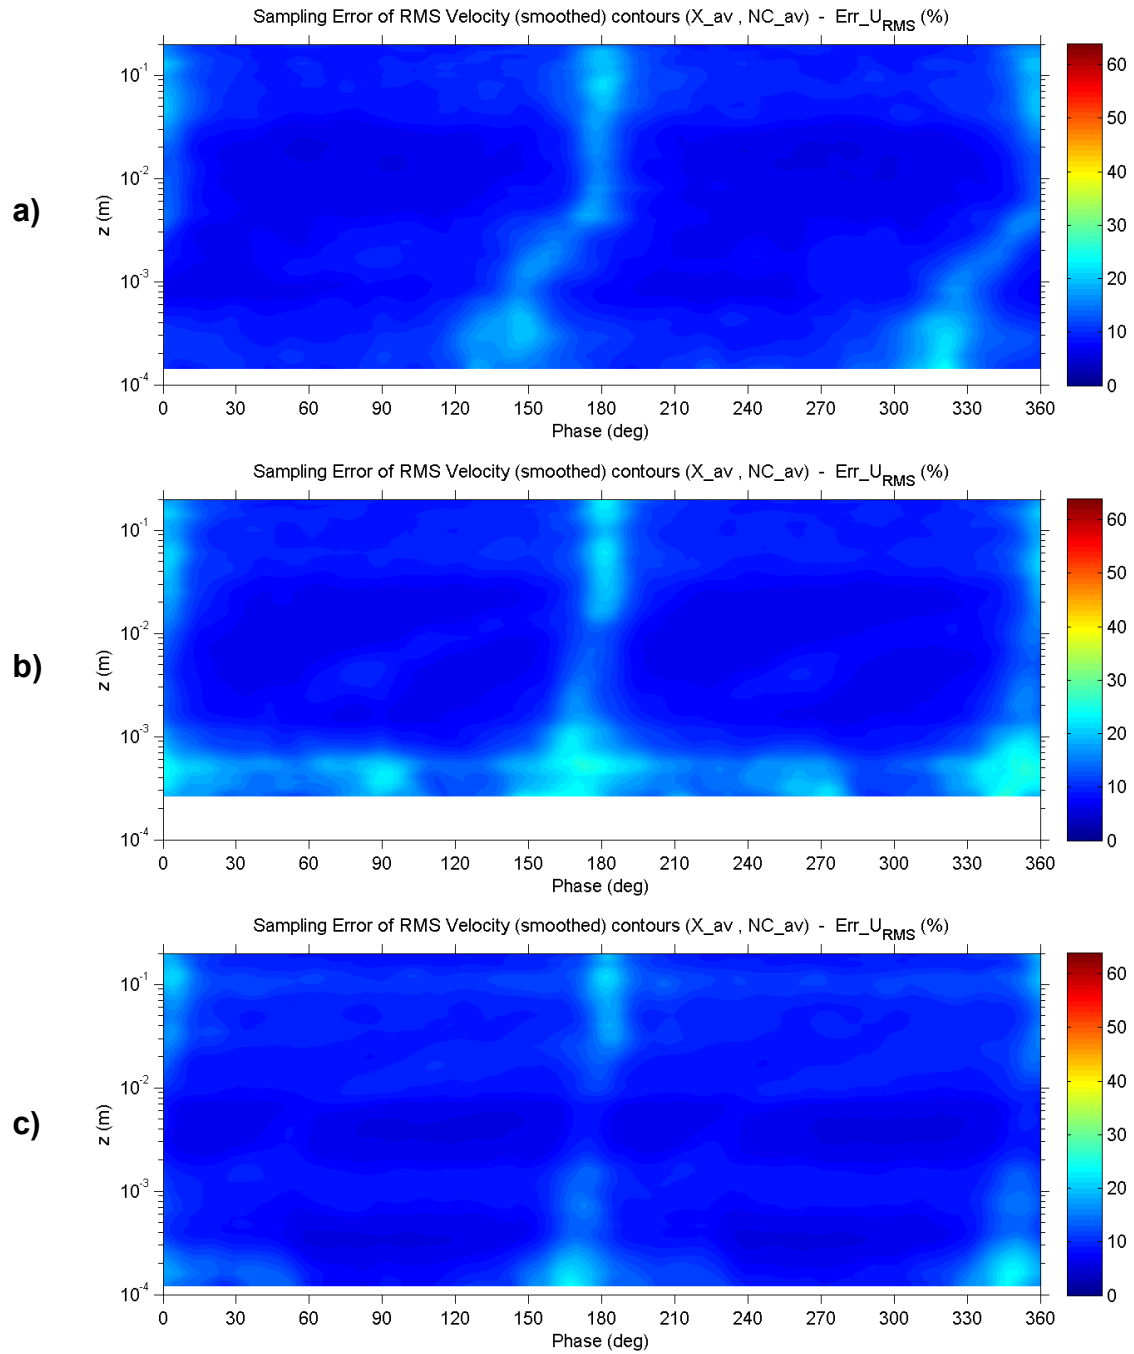 Sampling Error of RMS Velocity (smoothed) contours (X_av , NC_av) - Err_U_RMS (%)
a)
z (m)
10^-1
10^-2
10^-3
10^-4
0 30 60 90 120 150 180 210 240 270 300 330 360
Phase (deg)
60
50
40
30
20
10
0
Sampling Error of RMS Velocity (smoothed) contours (X_av , NC_av) - Err_U_RMS (%)
b)
z (m)
10^-1
10^-2
10^-3
10^-4
0 30 60 90 120 150 180 210 240 270 300 330 360
Phase (deg)
60
50
40
30
20
10
0
Sampling Error of RMS Velocity (smoothed) contours (X_av , NC_av) - Err_U_RMS (%)
c)
z (m)
10^-1
10^-2
10^-3
10^-4
0 30 60 90 120 150 180 210 240 270 300 330 360
Phase (deg)
60
50
40
30
20
10
0